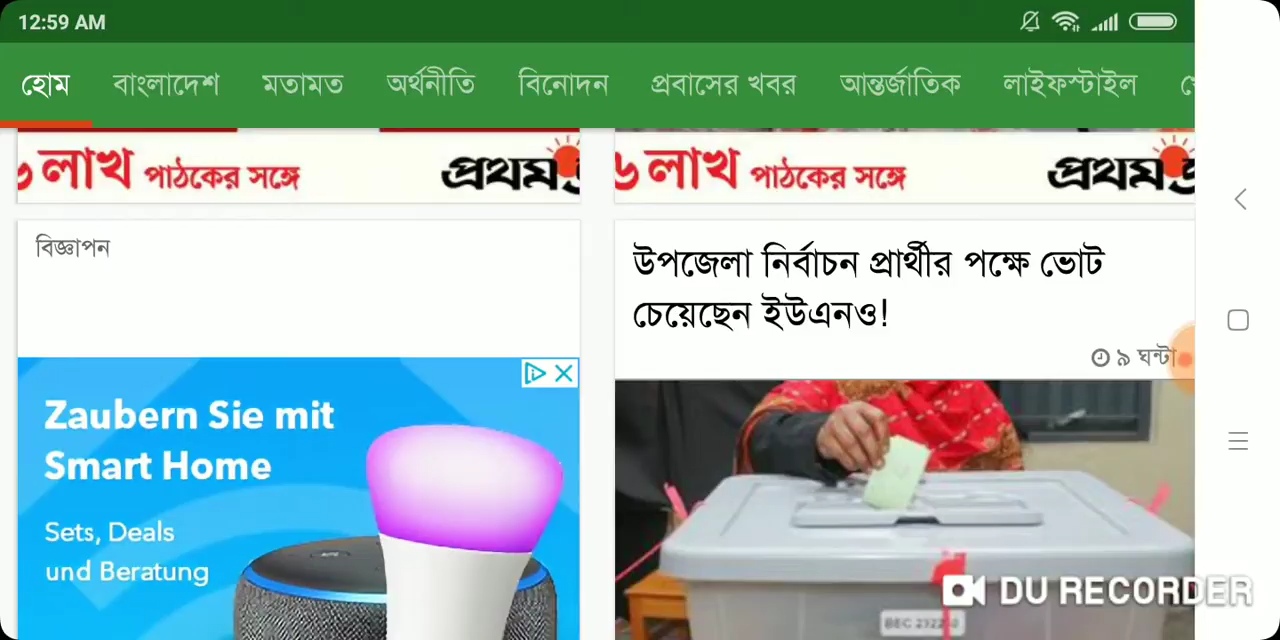 12:59 AM
হোম বাংলাদেশ মতামত অর্থনীতি বিনোদন প্রবাসের খবর আন্তর্জাতিক লাইফস্টাইল
৬ লাখ পাঠকের সঙ্গে প্রথম
৬ লাখ পাঠকের সঙ্গে প্রথম
বিজ্ঞাপন
উপজেলা নির্বাচন প্রার্থীর পক্ষে ভোট
চেয়েছেন ইউএনও!
৯ ঘন্টা
Zaubern Sie mit
Smart Home
Sets, Deals
und Beratung
DU RECORDER